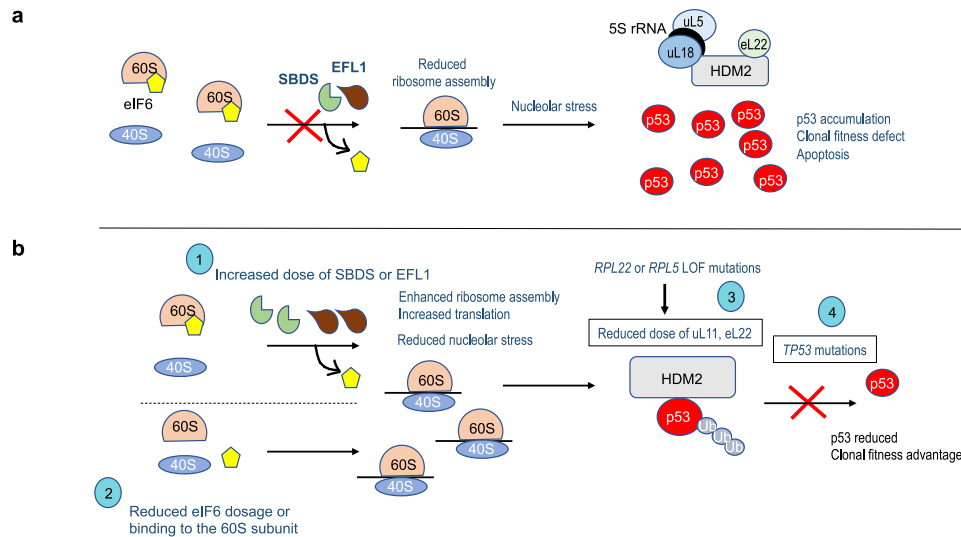 a
60S
eIF6
40S
60S
40S
SBDS
EFL1
Reduced
ribosome assembly
60S
40S
Nucleolar stress
5S rRNA
uL5
uL18
eL22
HDM2
p53
p53
p53
p53
p53
p53
p53
p53
p53 accumulation
Clonal fitness defect
Apoptosis
b
1
Increased dose of SBDS or EFL1
60S
40S
Enhanced ribosome assembly
Increased translation
Reduced nucleolar stress
60S
40S
60S
40S
60S
40S
60S
40S
2
Reduced eIF6 dosage or
binding to the 60S subunit
RPL22 or RPL5 LOF mutations
3
Reduced dose of uL11, eL22
HDM2
p53
Ub
Ub
Ub
4
TP53 mutations
p53
p53 reduced
Clonal fitness advantage